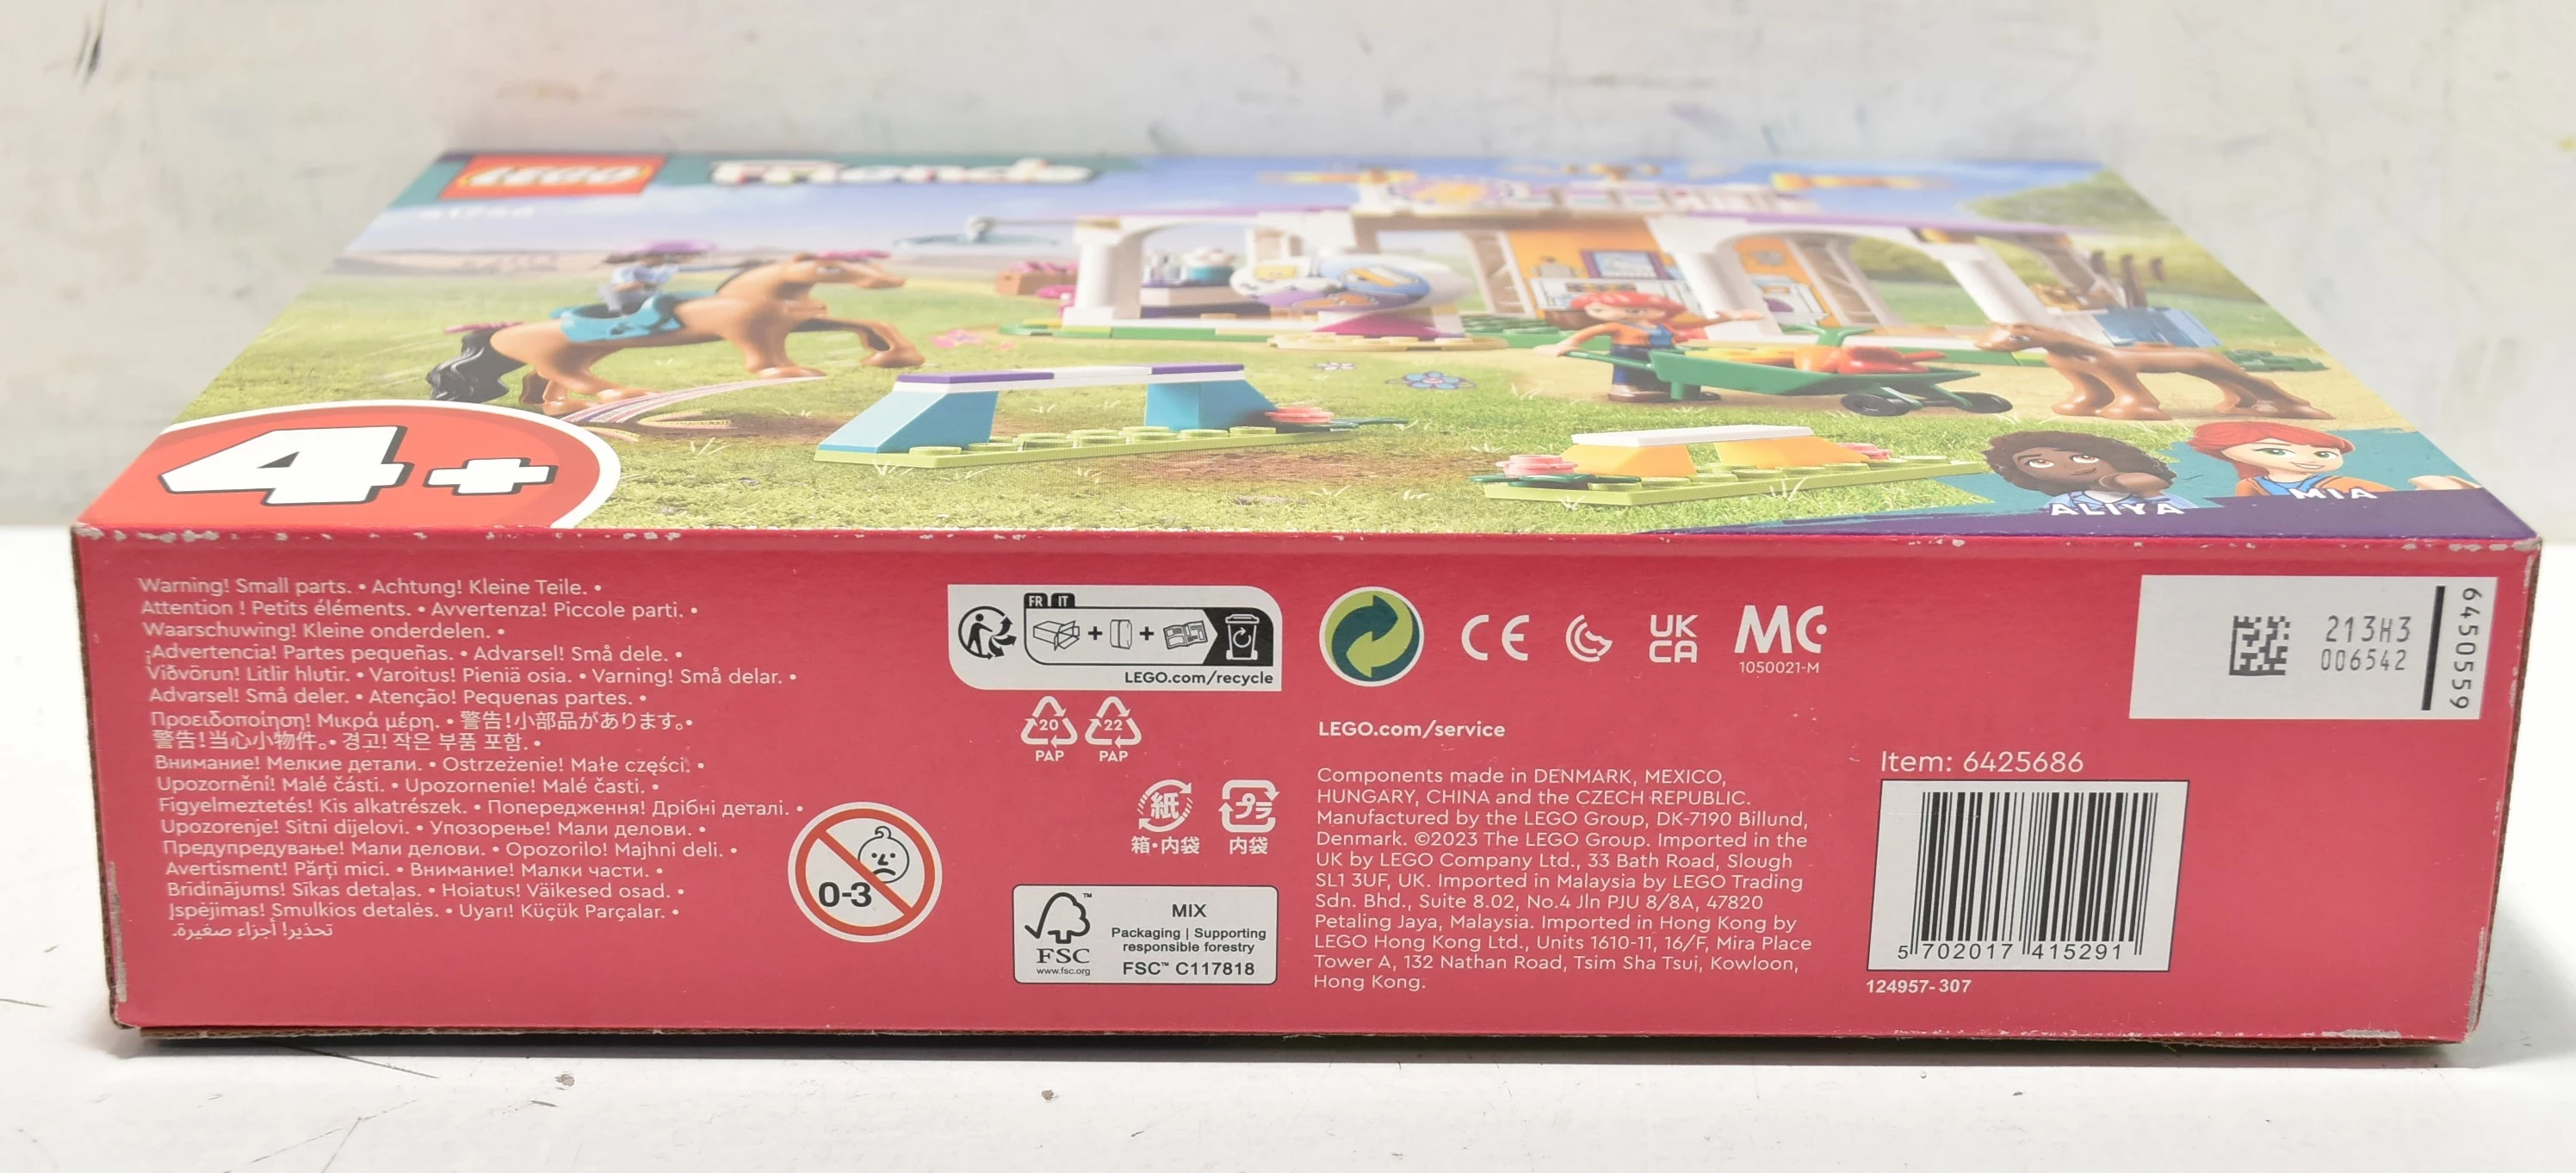 LEGO
Friends
4+
ALIYA
MIA
Warning! Small parts. • Achtung! Kleine Teile. •
Attention ! Petits éléments. • Avvertenza! Piccole parti. •
Waarschuwing! Kleine onderdelen. •
¡Advertencia! Partes pequeñas. • Advarsel! Små dele. •
Viðvörun! Litlir hlutir. • Varoitus! Pieniä osia. • Varning! Små delar. •
Advarsel! Små deler. • Atenção! Pequenas partes. •
Προειδοποίηση! Μικρά μέρη. • 警告!小部品があります。•
警告!当心小物件。• 경고! 작은 부품 포함. •
Внимание! Мелкие детали. • Ostrzeżenie! Małe części. •
Upozornění! Malé části. • Upozornenie! Malé časti. •
Figyelmeztetés! Kis alkatrészek. • Попередження! Дрібні деталі. •
Upozorenje! Sitni dijelovi. • Упозорење! Мали делови. •
Предупредување! Мали делови. • Opozorilo! Majhni deli. •
Avertisment! Părți mici. • Внимание! Малки части. •
Brīdinājums! Sīkas detaļas. • Hoiatus! Väikesed osad. •
Įspėjimas! Smulkios detalės. • Uyarı! Küçük Parçalar. •
تحذير! أجزاء صغيرة.
0-3
FR IT
+ +
LEGO.com/recycle
20 22
PAP PAP
紙 プラ
箱・内袋 内袋
FSC™
www.fsc.org
MIX
Packaging | Supporting
responsible forestry
FSC™ C117818
CE
UK
CA
MC
1050021-M
LEGO.com/service
Components made in DENMARK, MEXICO,
HUNGARY, CHINA and the CZECH REPUBLIC.
Manufactured by the LEGO Group, DK-7190 Billund,
Denmark. ©2023 The LEGO Group. Imported in the
UK by LEGO Company Ltd., 33 Bath Road, Slough
SL1 3UF, UK. Imported in Malaysia by LEGO Trading
Sdn. Bhd., Suite 8.02, No.4 Jln PJU 8/8A, 47820
Petaling Jaya, Malaysia. Imported in Hong Kong by
LEGO Hong Kong Ltd., Units 1610-11, 16/F, Mira Place
Tower A, 132 Nathan Road, Tsim Sha Tsui, Kowloon,
Hong Kong.
213H3
006542
6450559
Item: 6425686
5 702017 415291
124957-307